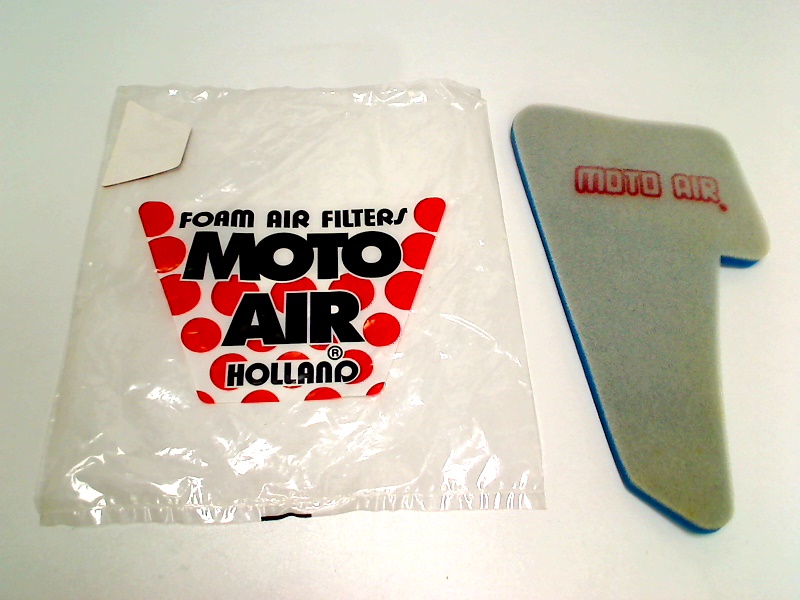 FOAM AIR FILTERS
MOTO
AIR
®
HOLLAND
MOTO AIR